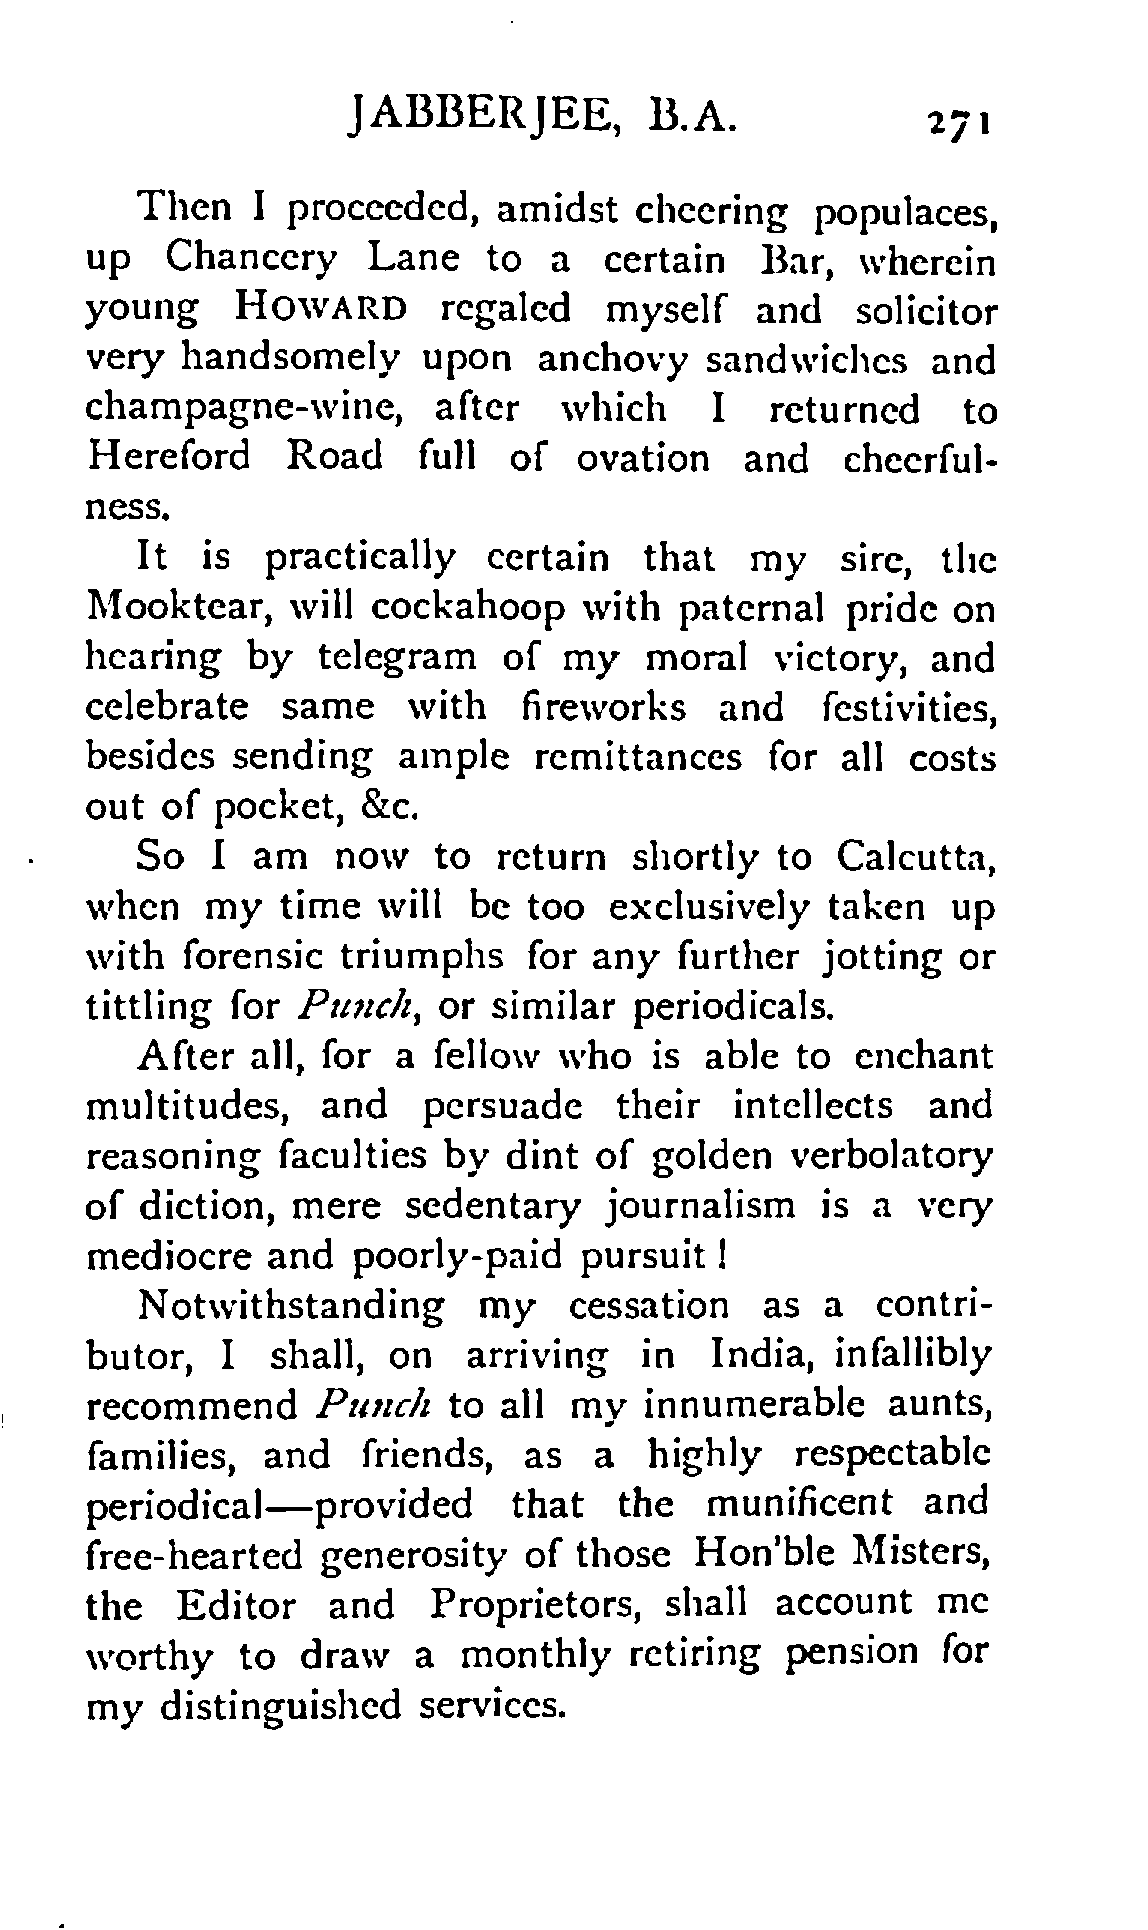 JABBERJEE, B.A. 271
Then I proceeded, amidst cheering populaces,
up Chancery Lane to a certain Bar, wherein
young HOWARD regaled myself and solicitor
very handsomely upon anchovy sandwiches and
champagne-wine, after which I returned to
Hereford Road full of ovation and cheerful-
ness.
It is practically certain that my sire, the
Mooktear, will cockahoop with paternal pride on
hearing by telegram of my moral victory, and
celebrate same with fireworks and festivities,
besides sending ample remittances for all costs
out of pocket, &c.
So I am now to return shortly to Calcutta,
when my time will be too exclusively taken up
with forensic triumphs for any further jotting or
tittling for Punch, or similar periodicals.
After all, for a fellow who is able to enchant
multitudes, and persuade their intellects and
reasoning faculties by dint of golden verbolatory
of diction, mere sedentary journalism is a very
mediocre and poorly-paid pursuit !
Notwithstanding my cessation as a contri-
butor, I shall, on arriving in India, infallibly
recommend Punch to all my innumerable aunts,
families, and friends, as a highly respectable
periodical—provided that the munificent and
free-hearted generosity of those Hon'ble Misters,
the Editor and Proprietors, shall account me
worthy to draw a monthly retiring pension for
my distinguished services.